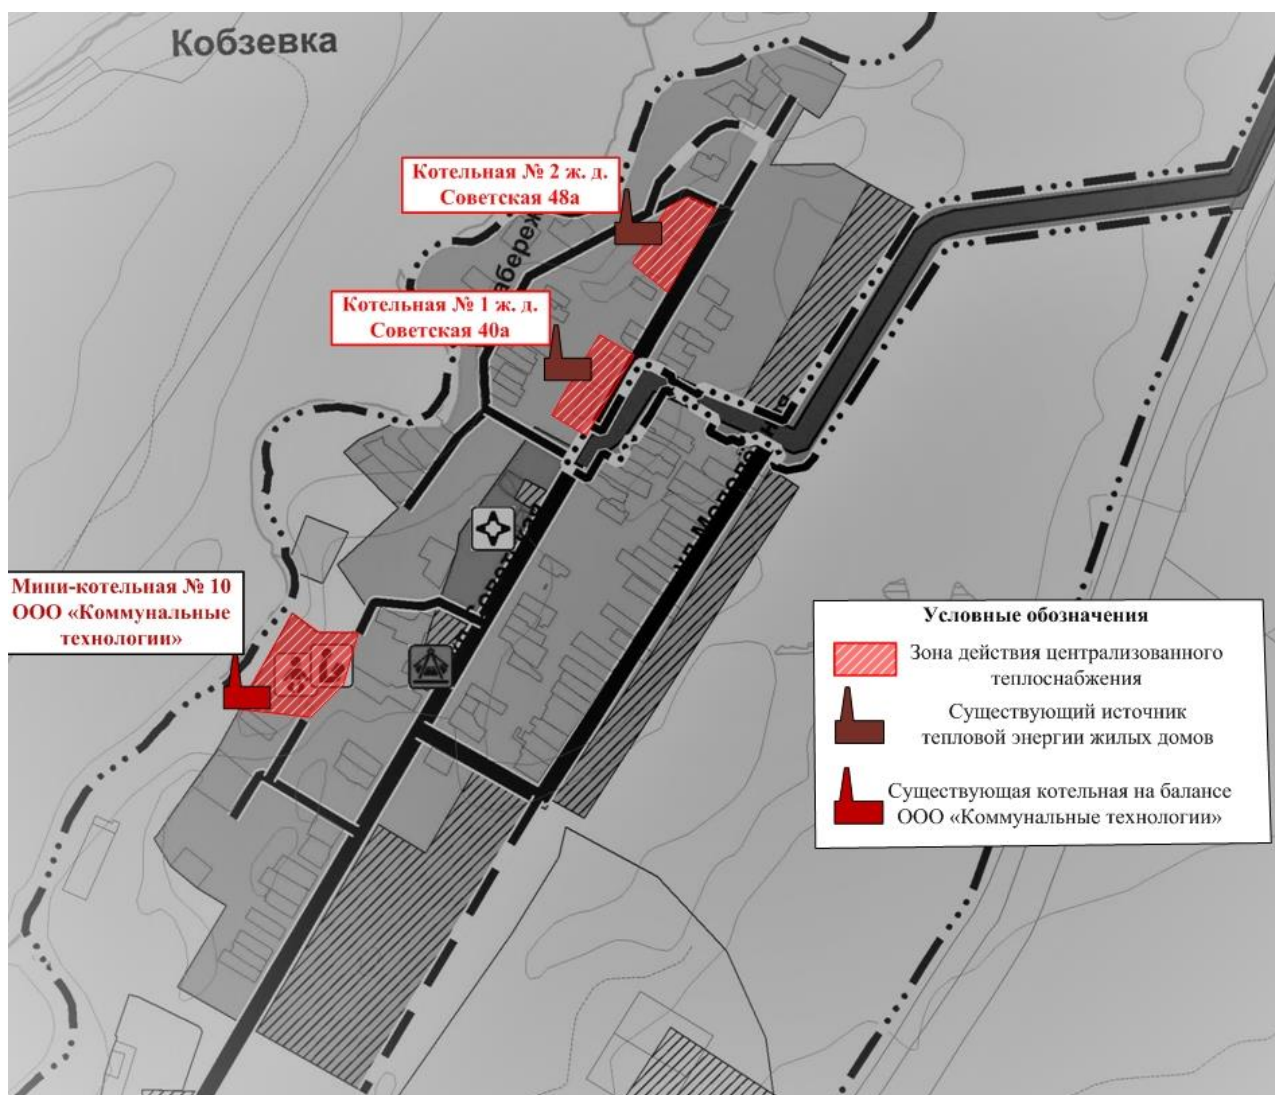 Кобзевка
Котельная № 2 ж. д.
Советская 48а
Котельная № 1 ж. д.
Советская 40а
Мини-котельная № 10
ООО «Коммунальные
технологии»
Условные обозначения
Зона действия централизованного
теплоснабжения
Существующий источник
тепловой энергии жилых домов
Существующая котельная на балансе
ООО «Коммунальные технологии»